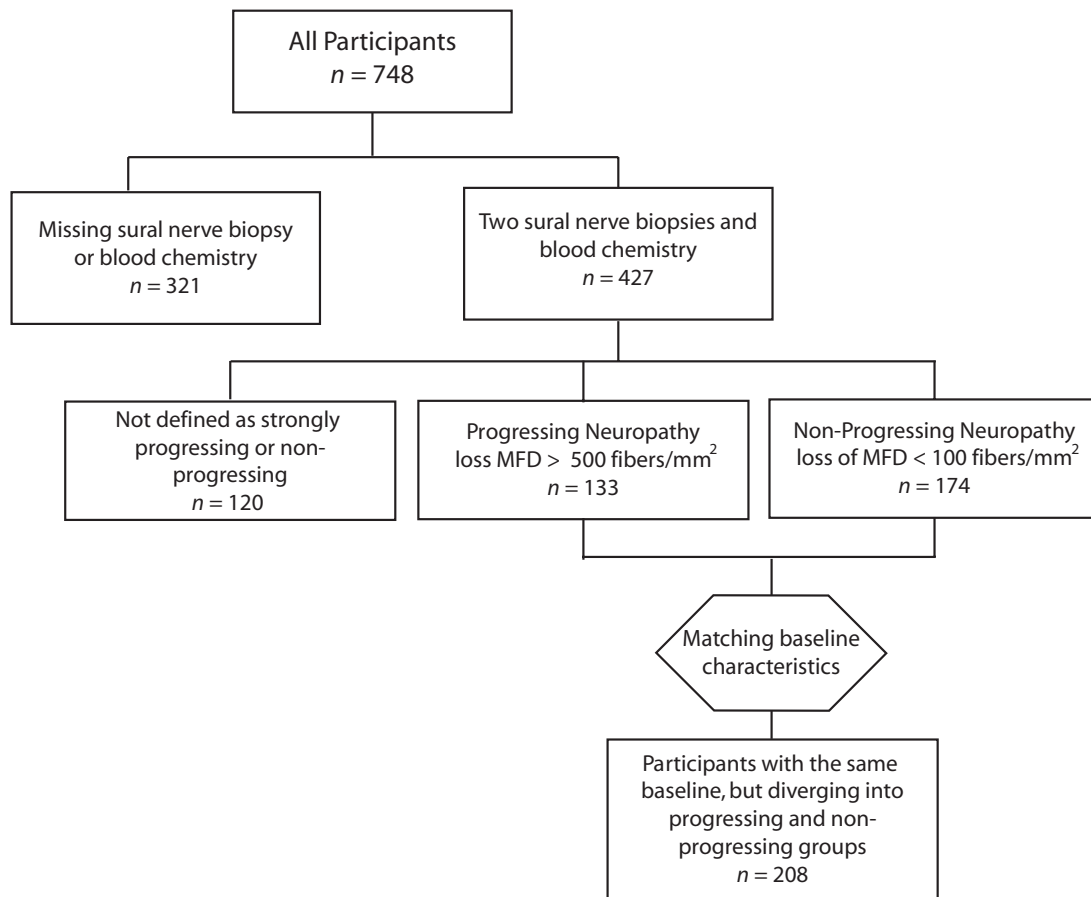 All Participants
n = 748
Missing sural nerve biopsy
or blood chemistry
n = 321
Two sural nerve biopsies and
blood chemistry
n = 427
Not defined as strongly
progressing or non-
progressing
n = 120
Progressing Neuropathy
loss MFD > 500 fibers/mm²
n = 133
Non-Progressing Neuropathy
loss of MFD < 100 fibers/mm²
n = 174
Matching baseline
characteristics
Participants with the same
baseline, but diverging into
progressing and non-
progressing groups
n = 208